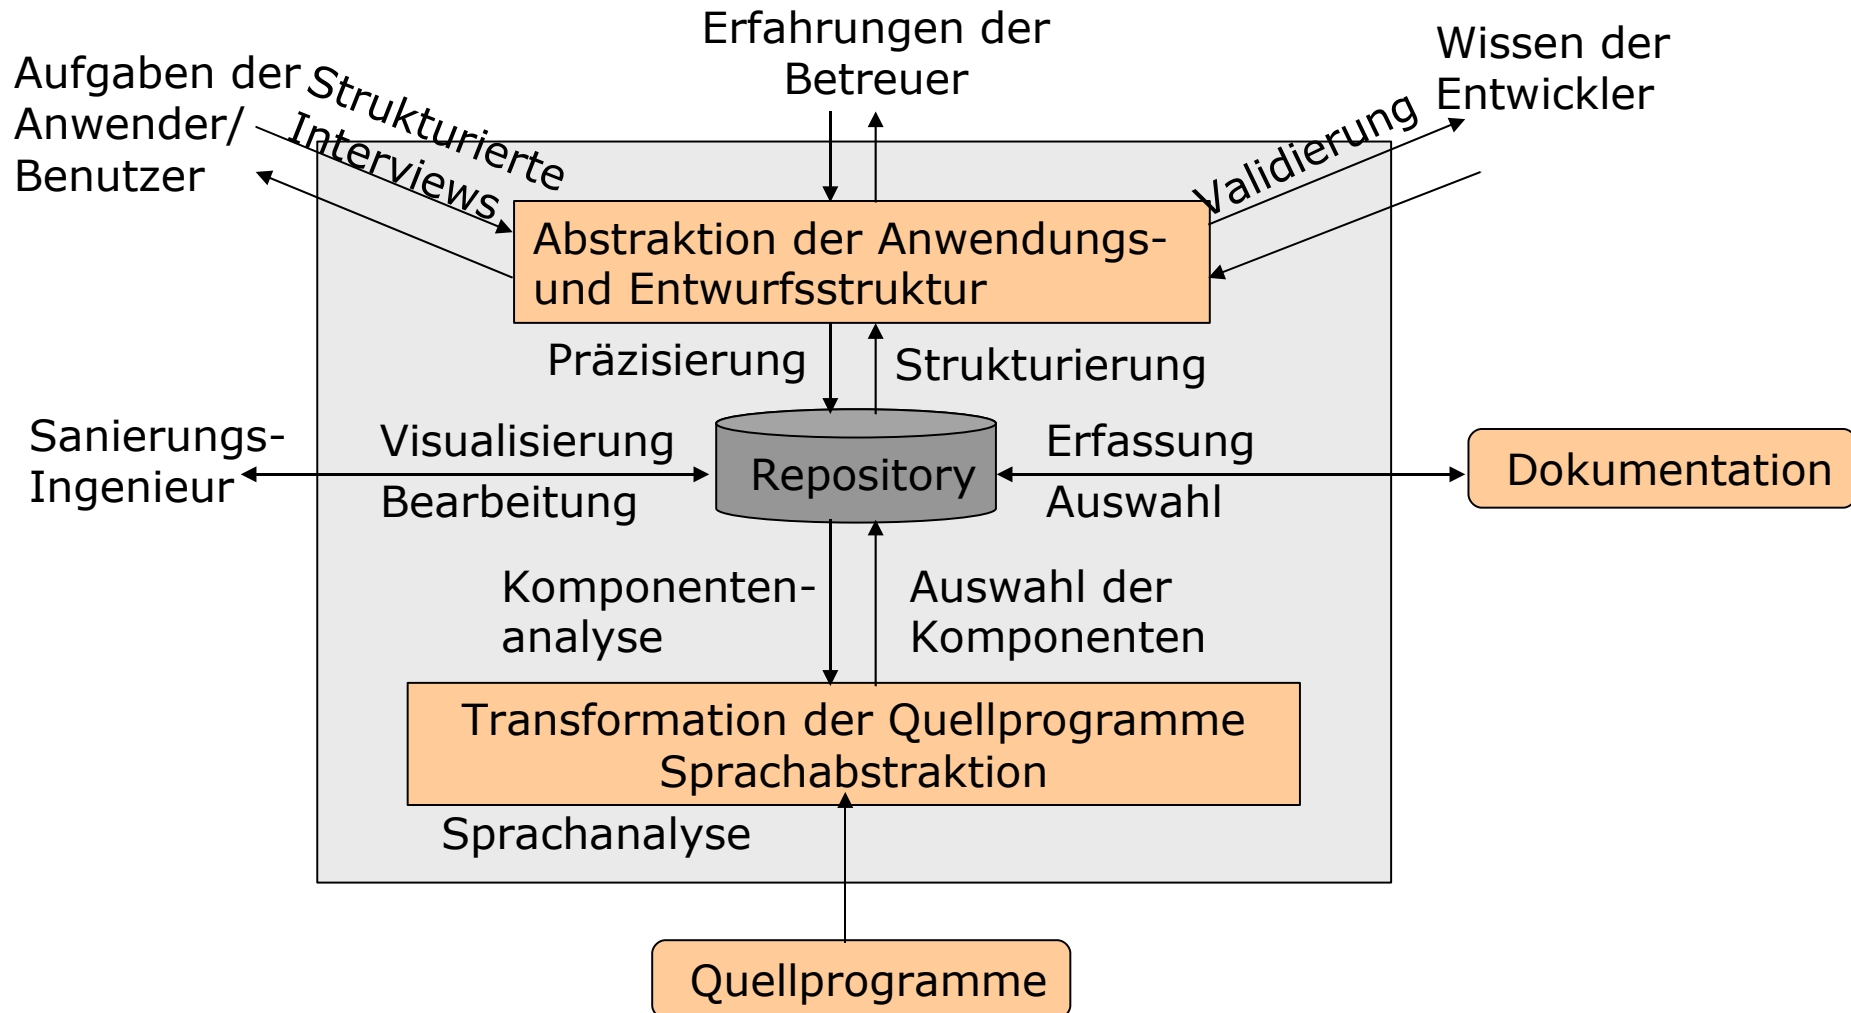 Erfahrungen der
Betreuer
Wissen der
Entwickler
Aufgaben der
Anwender/
Benutzer
Strukturierte
Interviews
Validierung
Abstraktion der Anwendungs-
und Entwurfsstruktur
Präzisierung
Strukturierung
Sanierungs-
Ingenieur
Visualisierung
Bearbeitung
Repository
Erfassung
Auswahl
Dokumentation
Komponenten-
analyse
Auswahl der
Komponenten
Transformation der Quellprogramme
Sprachabstraktion
Sprachanalyse
Quellprogramme